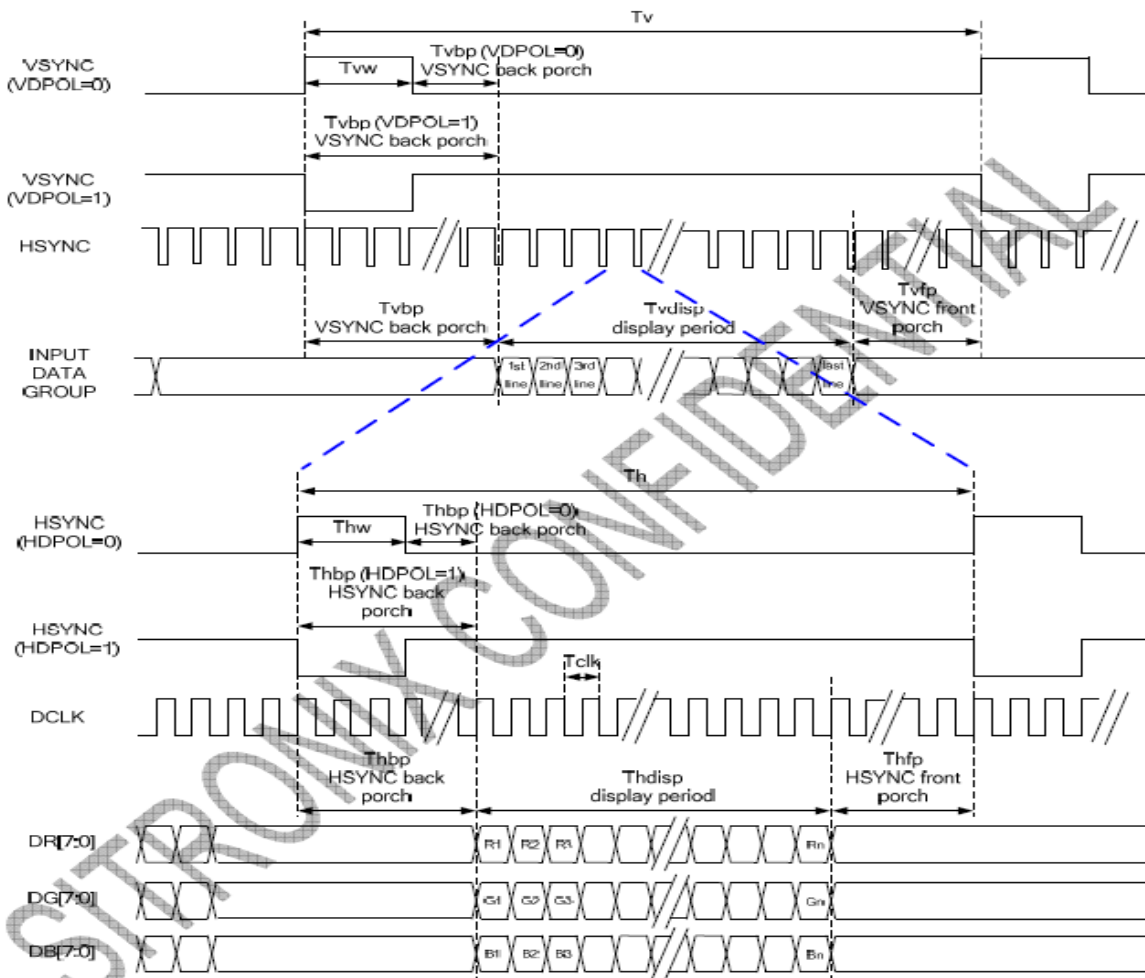 Tv
VSYNC
(VDPOL=0)
Tvw
Tvbp (VDPOL=0)
VSYNC back porch
Tvbp (VDPOL=1)
VSYNC back porch
VSYNC
(VDPOL=1)
HSYNC
Tvbp
VSYNC back porch
Tvdisp
display period
Tvfp
VSYNC front
porch
INPUT
DATA
GROUP
1st
line
2nd
line
3rd
line
last
line
Th
HSYNC
(HDPOL=0)
Thw
Thbp (HDPOL=0)
HSYNC back porch
Thbp (HDPOL=1)
HSYNC back
porch
HSYNC
(HDPOL=1)
Tclk
DCLK
Thbp
HSYNC back
porch
Thdisp
display period
Thfp
HSYNC front
porch
DR[7:0]
R1 R2 R3 Rn
DG[7:0]
G1 G2 G3 Gn
DB[7:0]
B1 B2 B3 Bn
SITRONIX CONFIDENTIAL